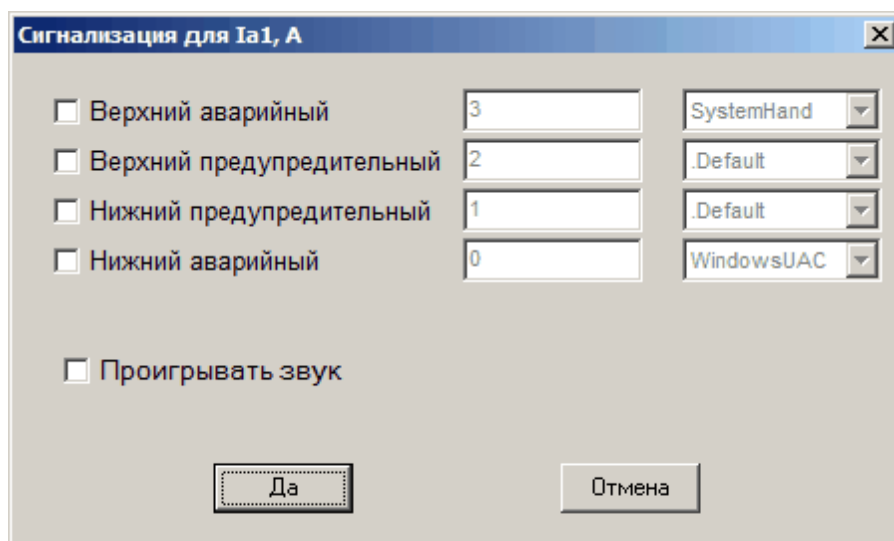 Сигнализация для Ia1, A
Верхний аварийный 3 SystemHand
Верхний предупредительный 2 .Default
Нижний предупредительный 1 .Default
Нижний аварийный 0 WindowsUAC
Проигрывать звук
Да Отмена